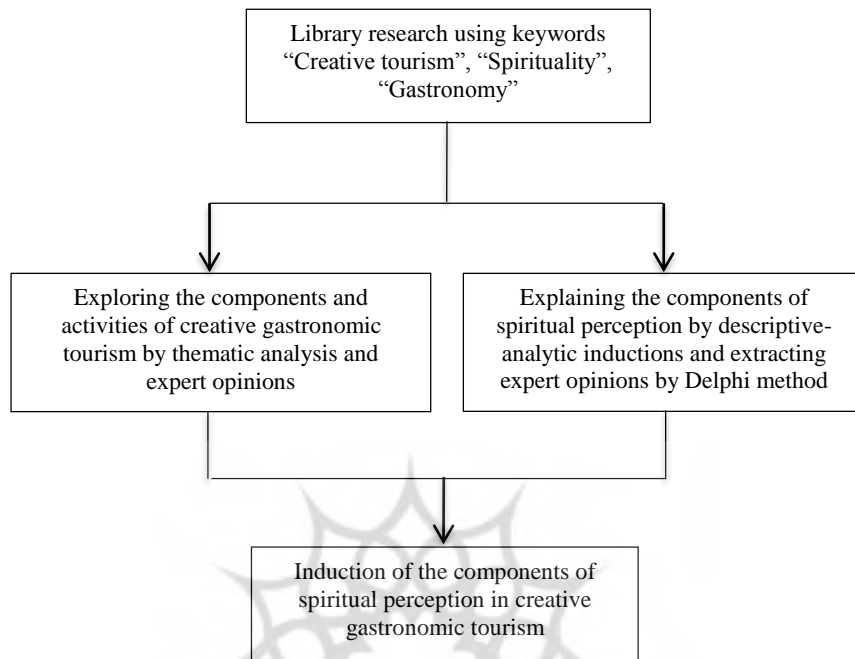 Library research using keywords
“Creative tourism”, “Spirituality”,
“Gastronomy”
Exploring the components and
activities of creative gastronomic
tourism by thematic analysis and
expert opinions
Explaining the components of
spiritual perception by descriptive-
analytic inductions and extracting
expert opinions by Delphi method
Induction of the components of
spiritual perception in creative
gastronomic tourism